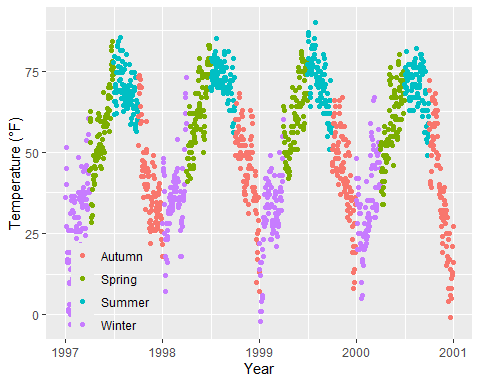 Temperature (°F)
75
50
25
0
Autumn
Spring
Summer
Winter
1997
1998
1999
2000
2001
Year